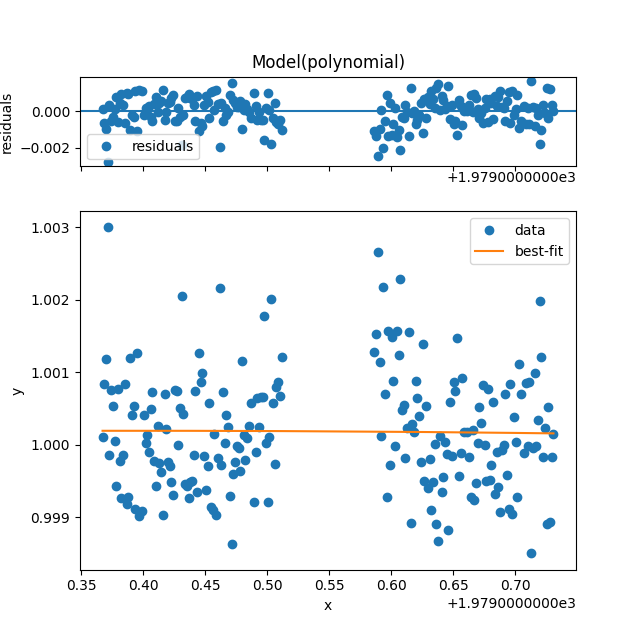 Model(polynomial)
residuals
0.000
−0.002
residuals
+1.9790000000e3
y
1.003
1.002
1.001
1.000
0.999
data
best-fit
0.35 0.40 0.45 0.50 0.55 0.60 0.65 0.70
x
+1.9790000000e3